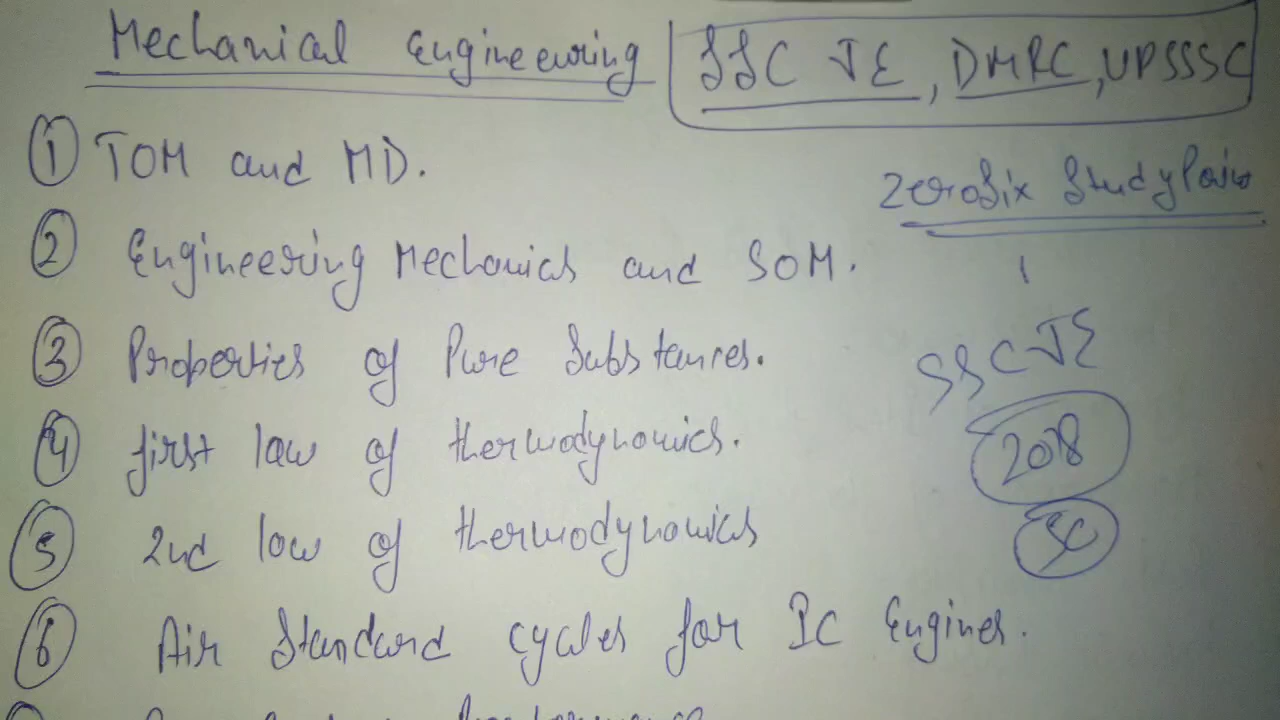 Mechanical Engineering SSC JE, DMRC, UPSSSC
① TOM and MD.
ZeroSix Study
② Engineering Mechanics and SOM.
③ Properties of Pure Substances.
SSC JE
④ first law of thermodynamics.
2018
⑤ 2nd law of thermodynamics
⑥ Air Standard cycles for IC Engines.